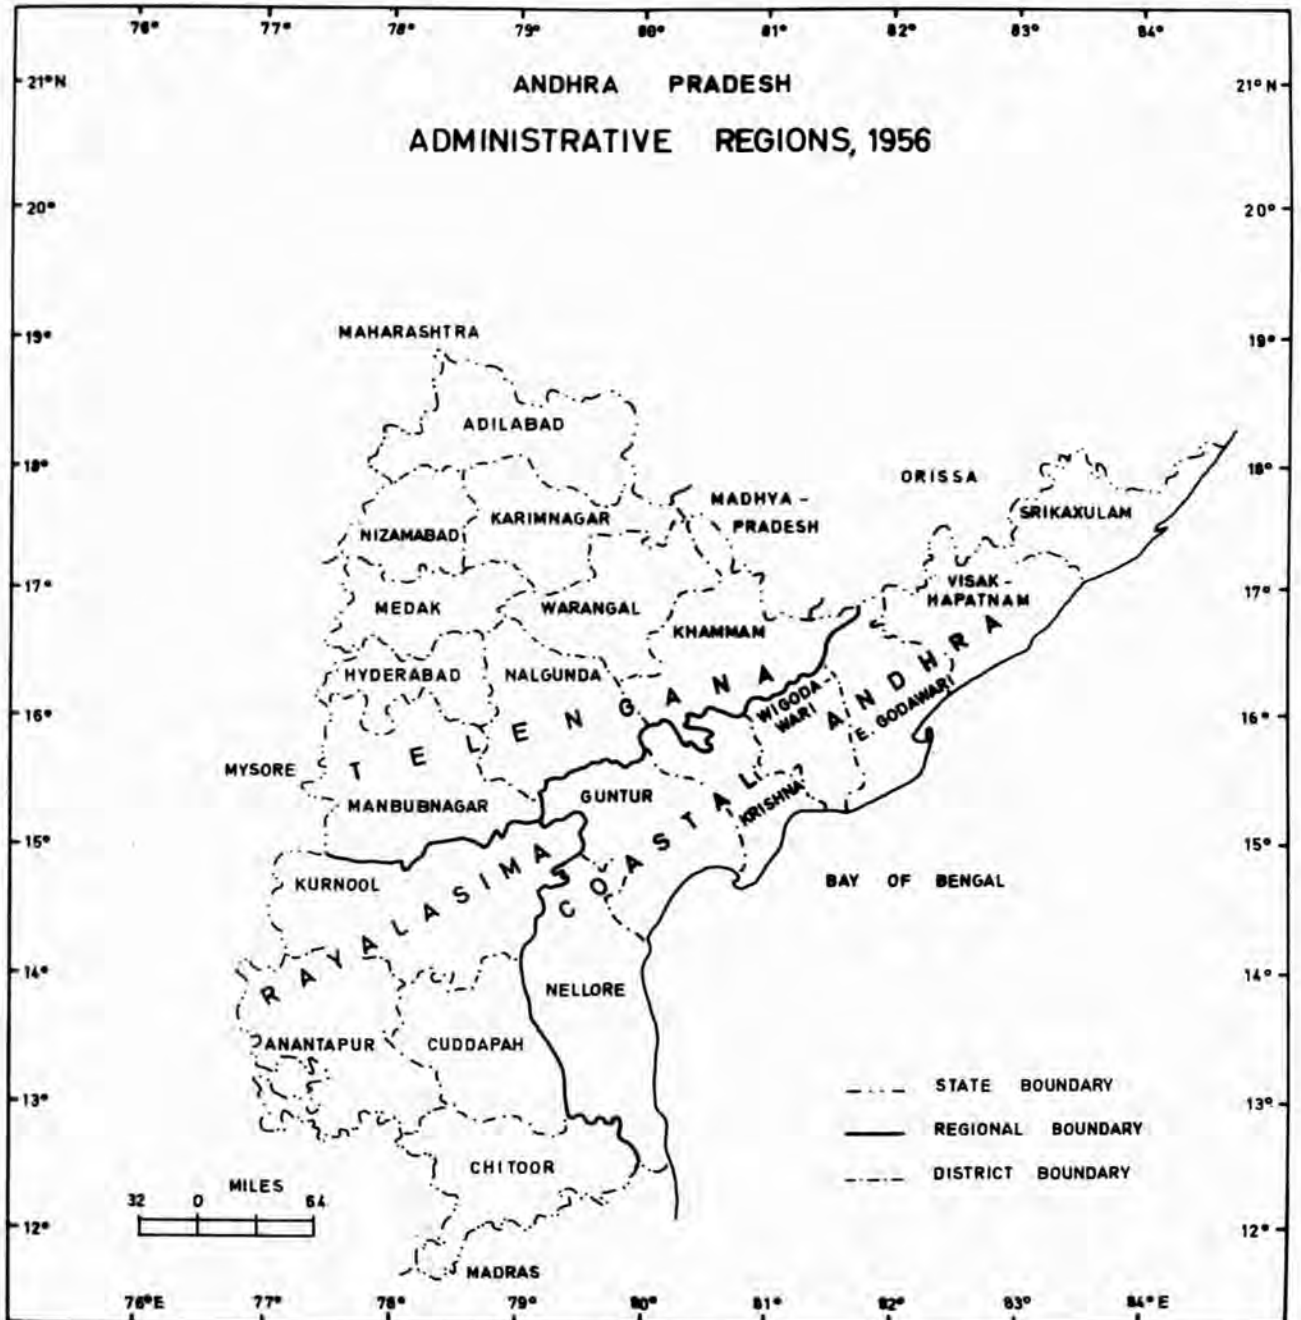 76° 77° 78° 79° 80° 81° 82° 83° 84°
21° N 21° N
ANDHRA PRADESH
ADMINISTRATIVE REGIONS, 1956
20° 20°
19° 19°
MAHARASHTRA
ADILABAD
18° 18°
ORISSA
MADHYA -
PRADESH
SRIKAXULAM
KARIMNAGAR
NIZAMABAD
17° 17°
VISAK -
HAPATNAM
MEDAK
WARANGAL
KHAMMAM
HYDERABAD
NALGUNDA
TELENGANA
WIGODA -
WARI
E. GODAWARI
COASTAL ANDHRA
16° 16°
MYSORE
MANBUBNAGAR
GUNTUR
KRISHNA
15° 15°
KURNOOL
RAYALASIMA
BAY OF BENGAL
14° 14°
NELLORE
ANANTAPUR
CUDDAPAH
13° 13°
STATE BOUNDARY
REGIONAL BOUNDARY
DISTRICT BOUNDARY
CHITOOR
MILES
32 0 64
12° 12°
MADRAS
76° E 77° 78° 79° 80° 81° 82° 83° 84° E